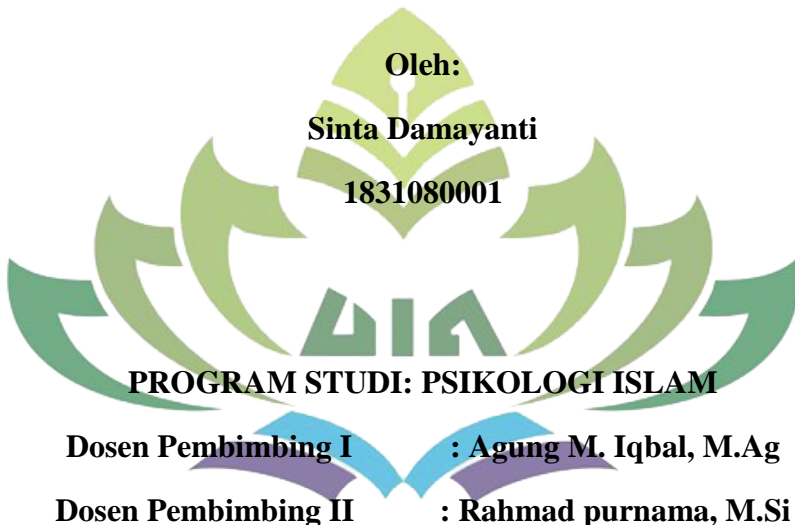 Oleh:
Sinta Damayanti
1831080001
UIN
PROGRAM STUDI: PSIKOLOGI ISLAM
Dosen Pembimbing I : Agung M. Iqbal, M.Ag
Dosen Pembimbing II : Rahmad purnama, M.Si